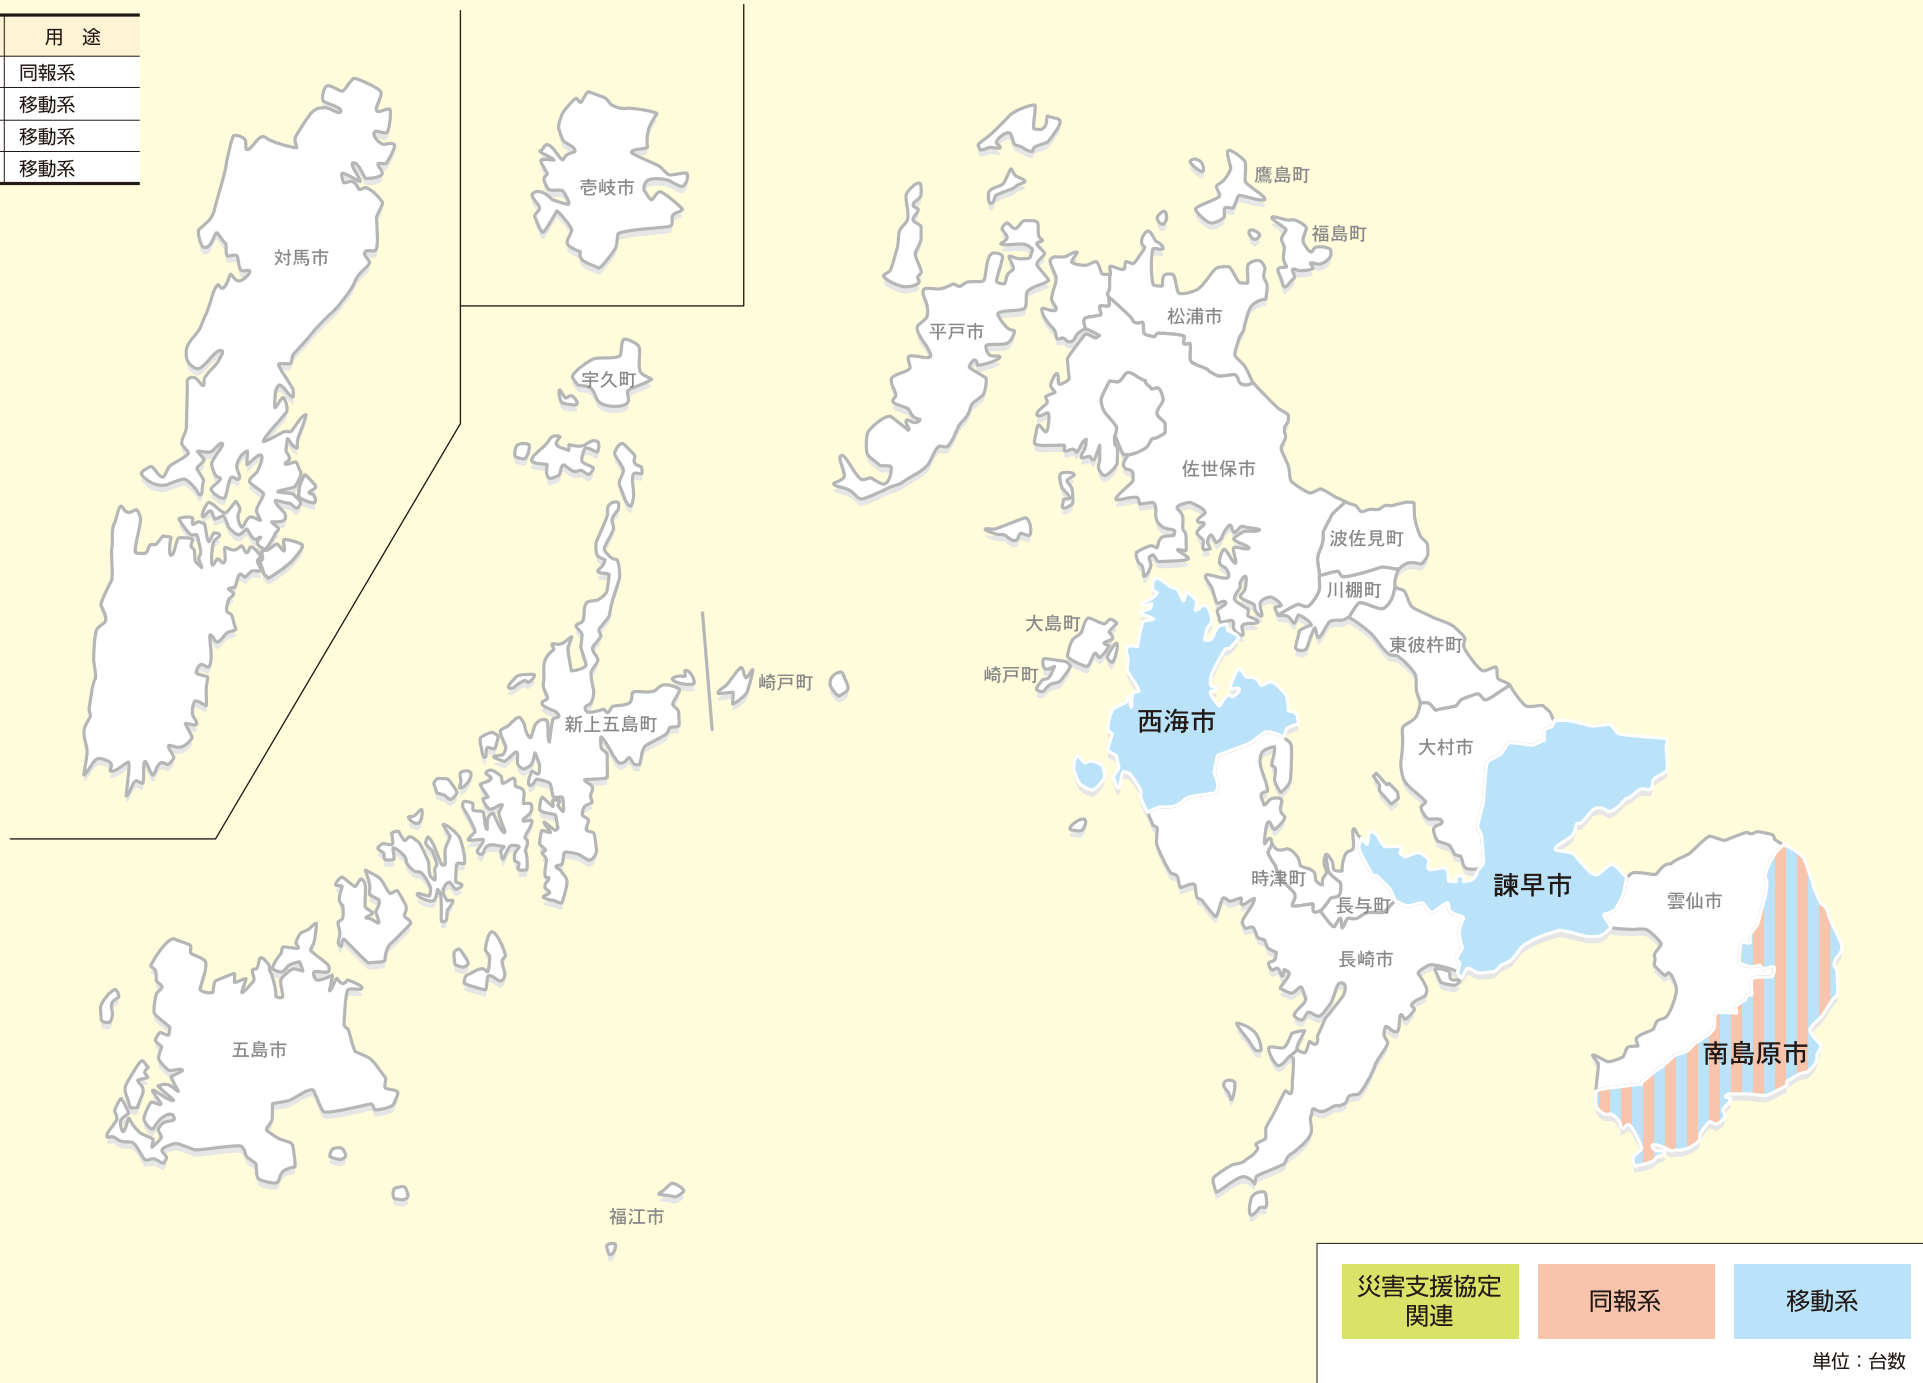 用　途
同報系
移動系
移動系
移動系
対馬市
壱岐市
鷹島町
福島町
松浦市
平戸市
宇久町
佐世保市
波佐見町
川棚町
大島町
東彼杵町
崎戸町
崎戸町
新上五島町
西海市
大村市
時津町
長与町
諫早市
雲仙市
長崎市
五島市
南島原市
福江市
災害支援協定
関連
同報系
移動系
単位：台数